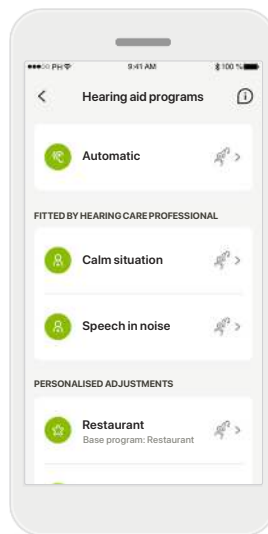 PH 9:41 AM 100 %
Hearing aid programs
Automatic
FITTED BY HEARING CARE PROFESSIONAL
Calm situation
Speech in noise
PERSONALISED ADJUSTMENTS
Restaurant
Base program: Restaurant